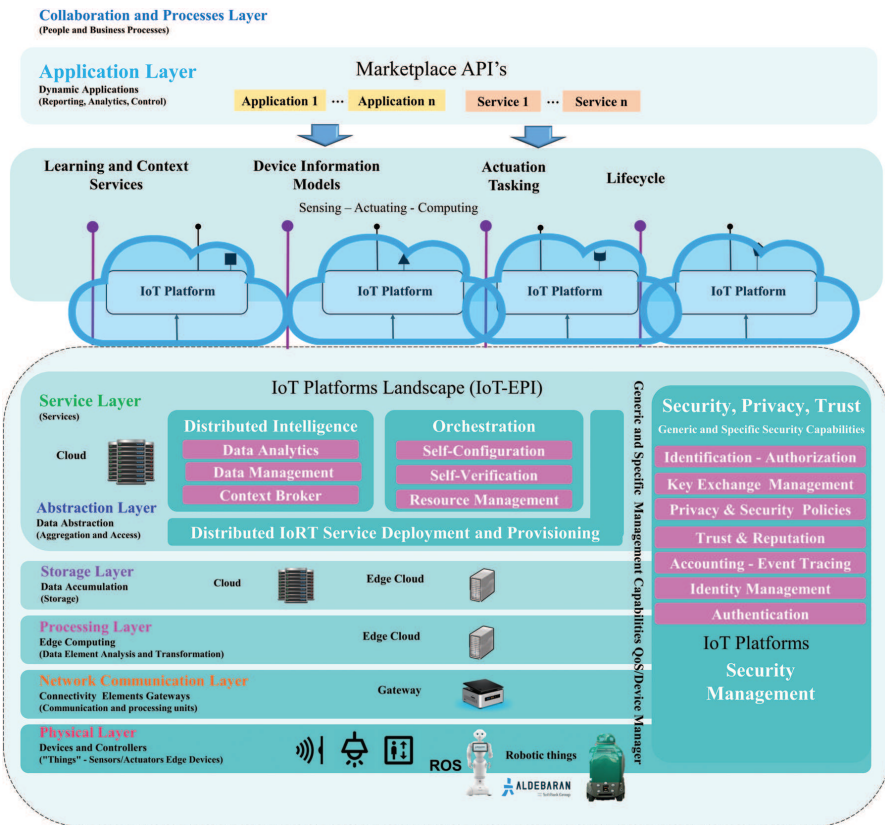 Collaboration and Processes Layer
(People and Business Processes)
Application Layer
Dynamic Applications
(Reporting, Analytics, Control)
Marketplace API's
Application 1 ... Application n
Service 1 ... Service n
Learning and Context
Services
Device Information
Models
Actuation
Tasking
Lifecycle
Sensing – Actuating - Computing
IoT Platform
IoT Platform
IoT Platform
IoT Platform
IoT Platforms Landscape (IoT-EPI)
Service Layer
(Services)
Cloud
Distributed Intelligence
Data Analytics
Data Management
Context Broker
Orchestration
Self-Configuration
Self-Verification
Resource Management
Abstraction Layer
Data Abstraction
(Aggregation and Access)
Distributed IoRT Service Deployment and Provisioning
Storage Layer
Data Accumulation
(Storage)
Cloud
Edge Cloud
Processing Layer
Edge Computing
(Data Element Analysis and Transformation)
Edge Cloud
Network Communication Layer
Connectivity Elements Gateways
(Communication and processing units)
Gateway
Physical Layer
Devices and Controllers
("Things" - Sensors/Actuators Edge Devices)
ROS
Robotic things
ALDEBARAN
SoftBank Group
Generic and Specific Management Capabilities QoS/Device Manager
Security, Privacy, Trust
Generic and Specific Security Capabilities
Identification - Authorization
Key Exchange Management
Privacy & Security Policies
Trust & Reputation
Accounting - Event Tracing
Identity Management
Authentication
IoT Platforms
Security
Management